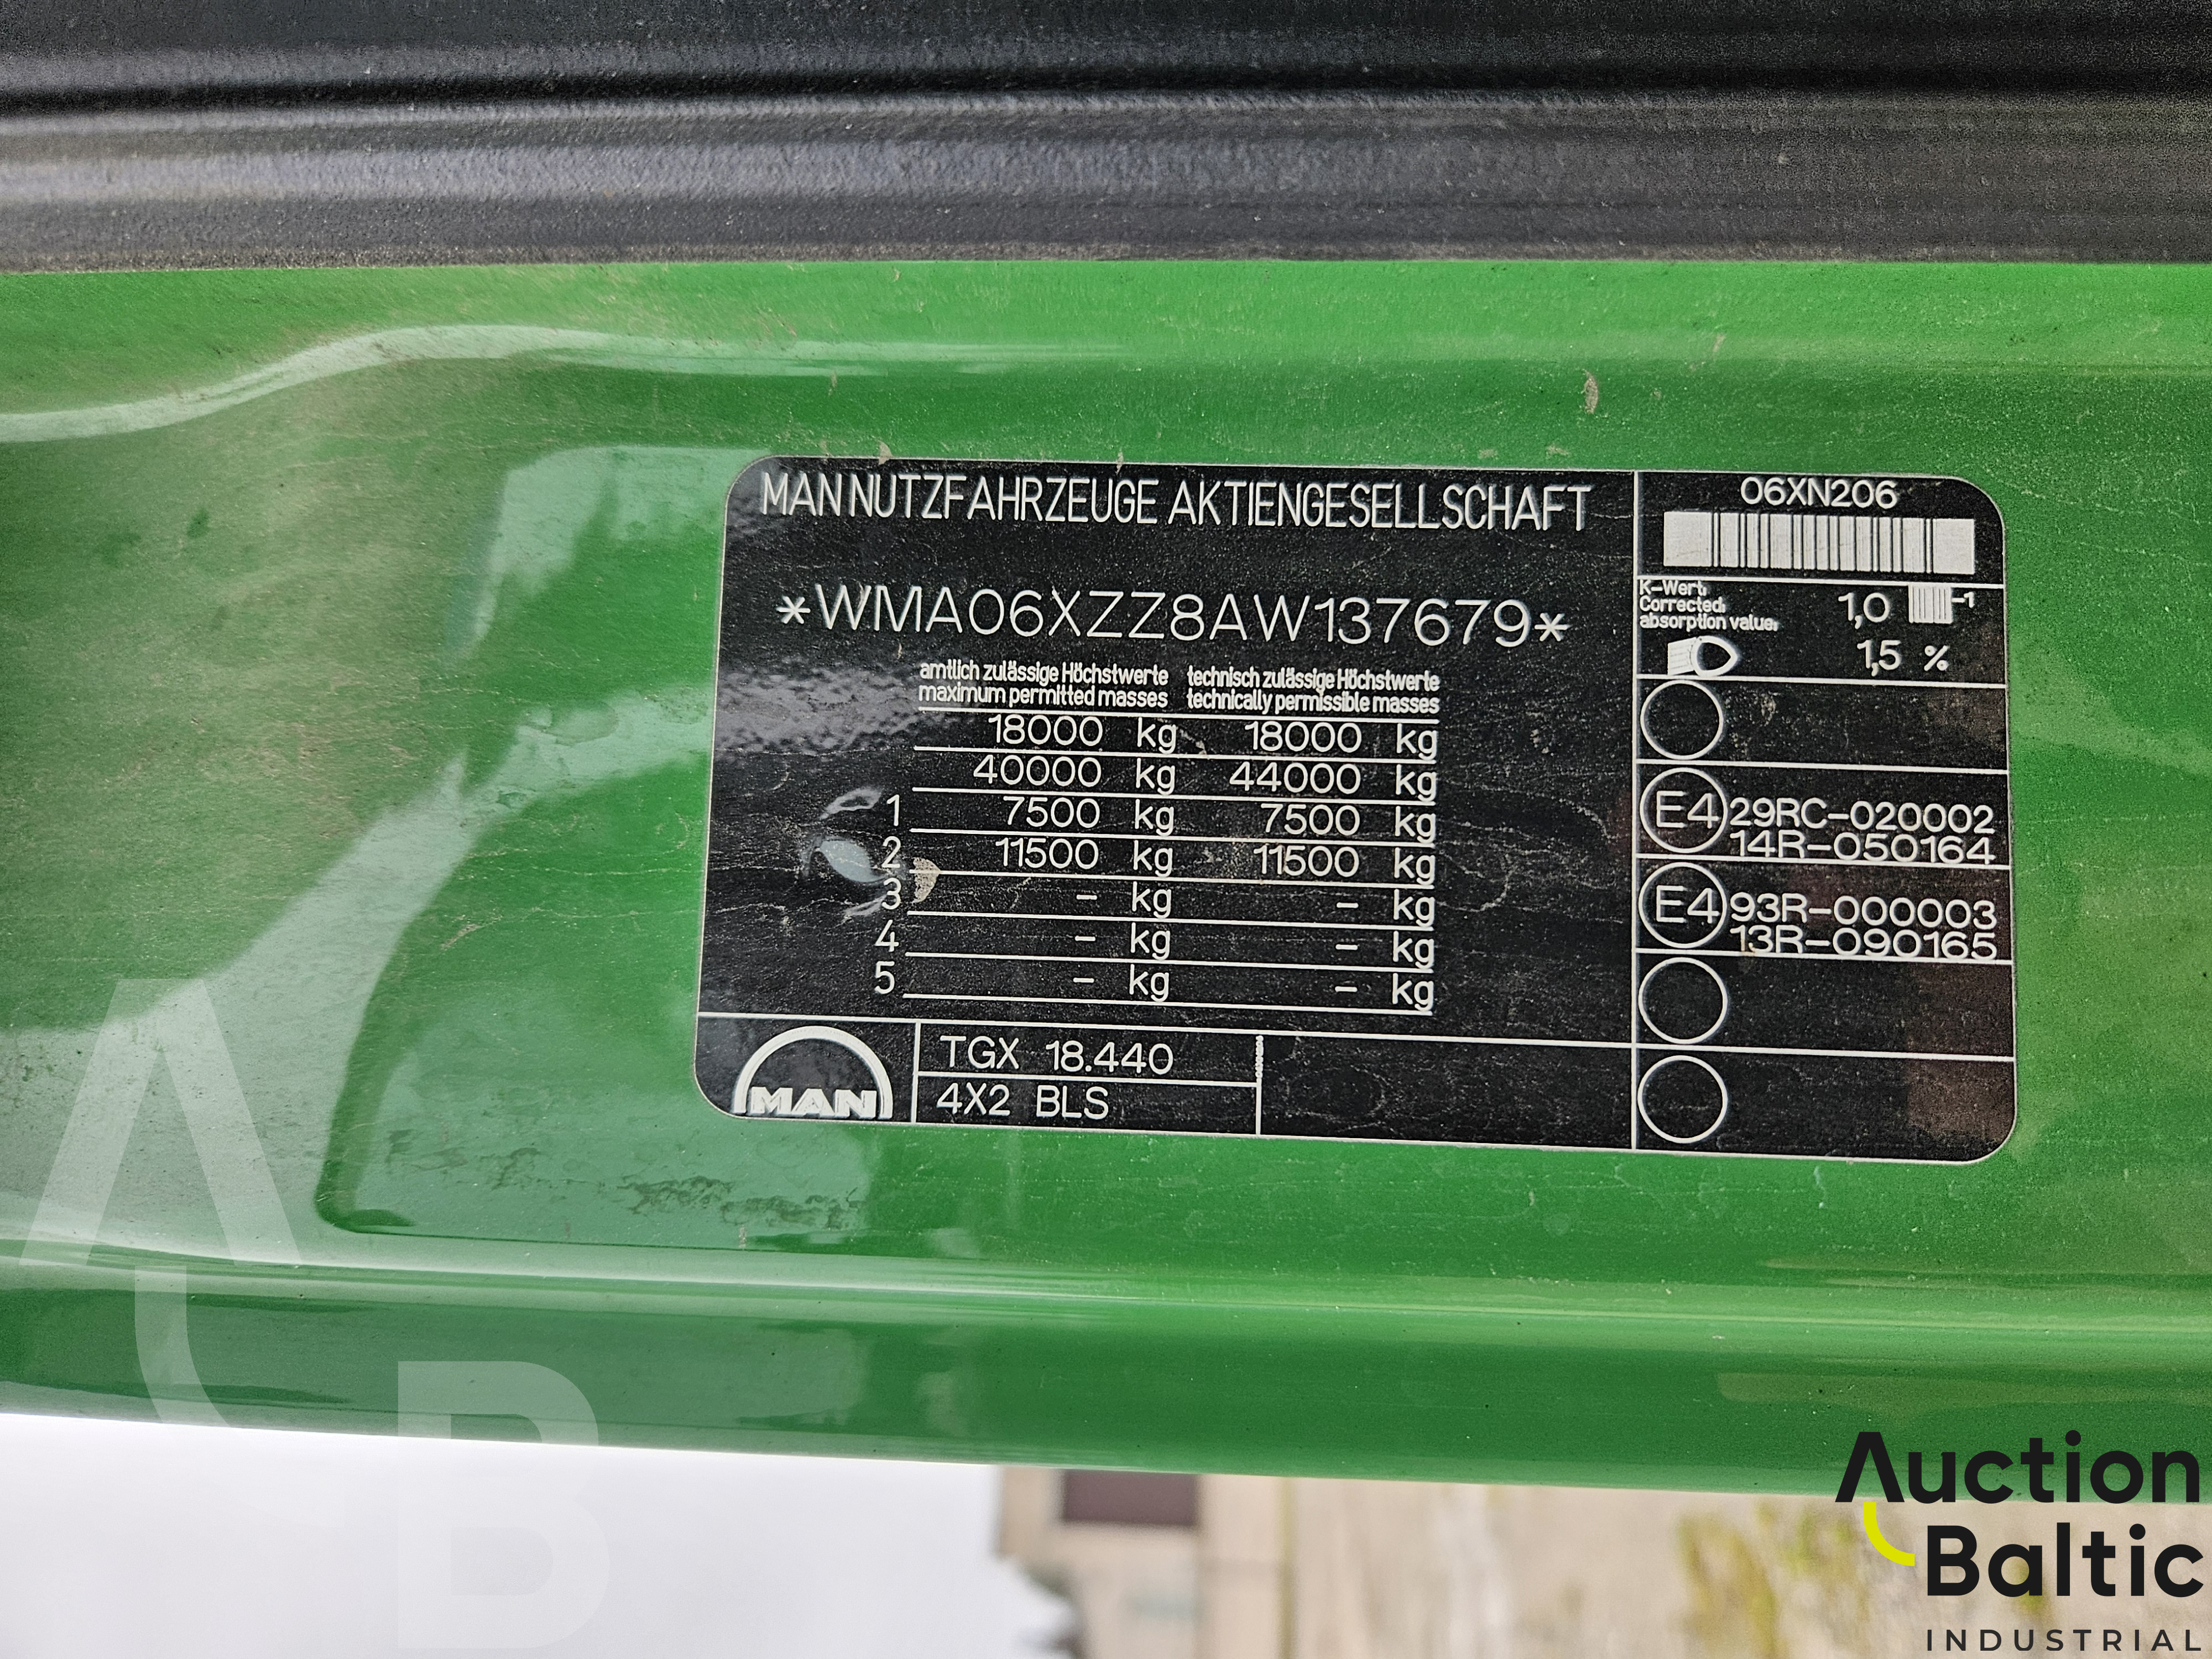 MAN NUTZFAHRZEUGE AKTIENGESELLSCHAFT
*WMA06XZZ8AW137679*
amtlich zulässige Höchstwerte technisch zulässige Höchstwerte
maximum permitted masses technically permissible masses
18000 kg 18000 kg
40000 kg 44000 kg
1 7500 kg 7500 kg
2 11500 kg 11500 kg
3 - kg - kg
4 - kg - kg
5 - kg - kg
MAN
TGX 18.440
4X2 BLS
06XN206
K-Wert:
Corrected:
absorption value:
1,0 -1
1,5 %
E4 29RC-020002
14R-050164
E4 93R-000003
13R-090165
AB
Auction
Baltic
INDUSTRIAL